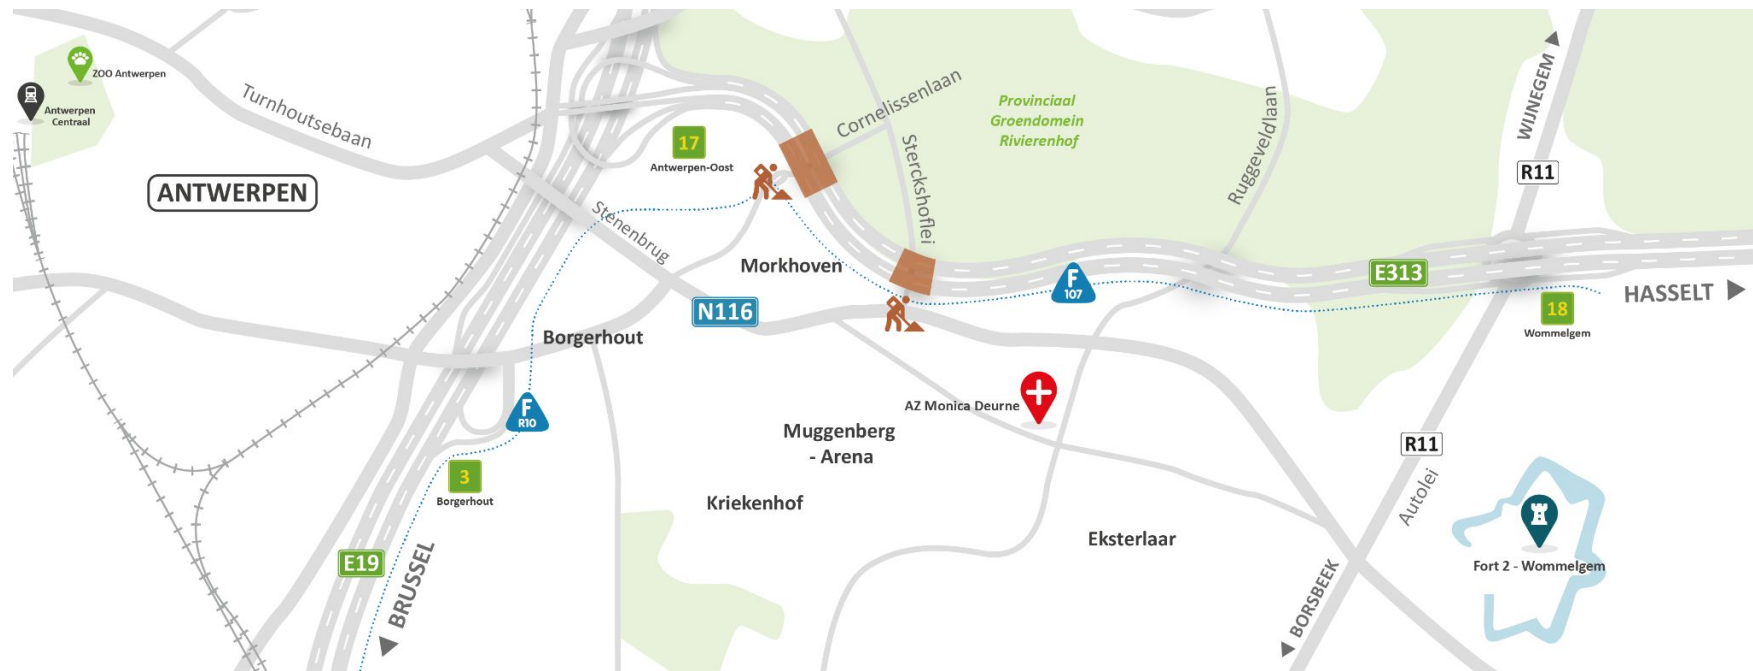 ZOO Antwerpen
Antwerpen
Centraal
Turnhoutsebaan
ANTWERPEN
17
Antwerpen-Oost
Stenenbrug
Cornelissenlaan
Sterckshoflei
Provinciaal
Groendomein
Rivierenhof
Ruggeveldlaan
WIJNEGEM
R11
Morkhoven
N116
F
107
E313
HASSELT
18
Wommelgem
Borgerhout
F
R10
3
Borgerhout
AZ Monica Deurne
Muggenberg
- Arena
Kriekenhof
Eksterlaar
R11
Autolei
Fort 2 - Wommelgem
E19
BRUSSEL
BORSBEEK